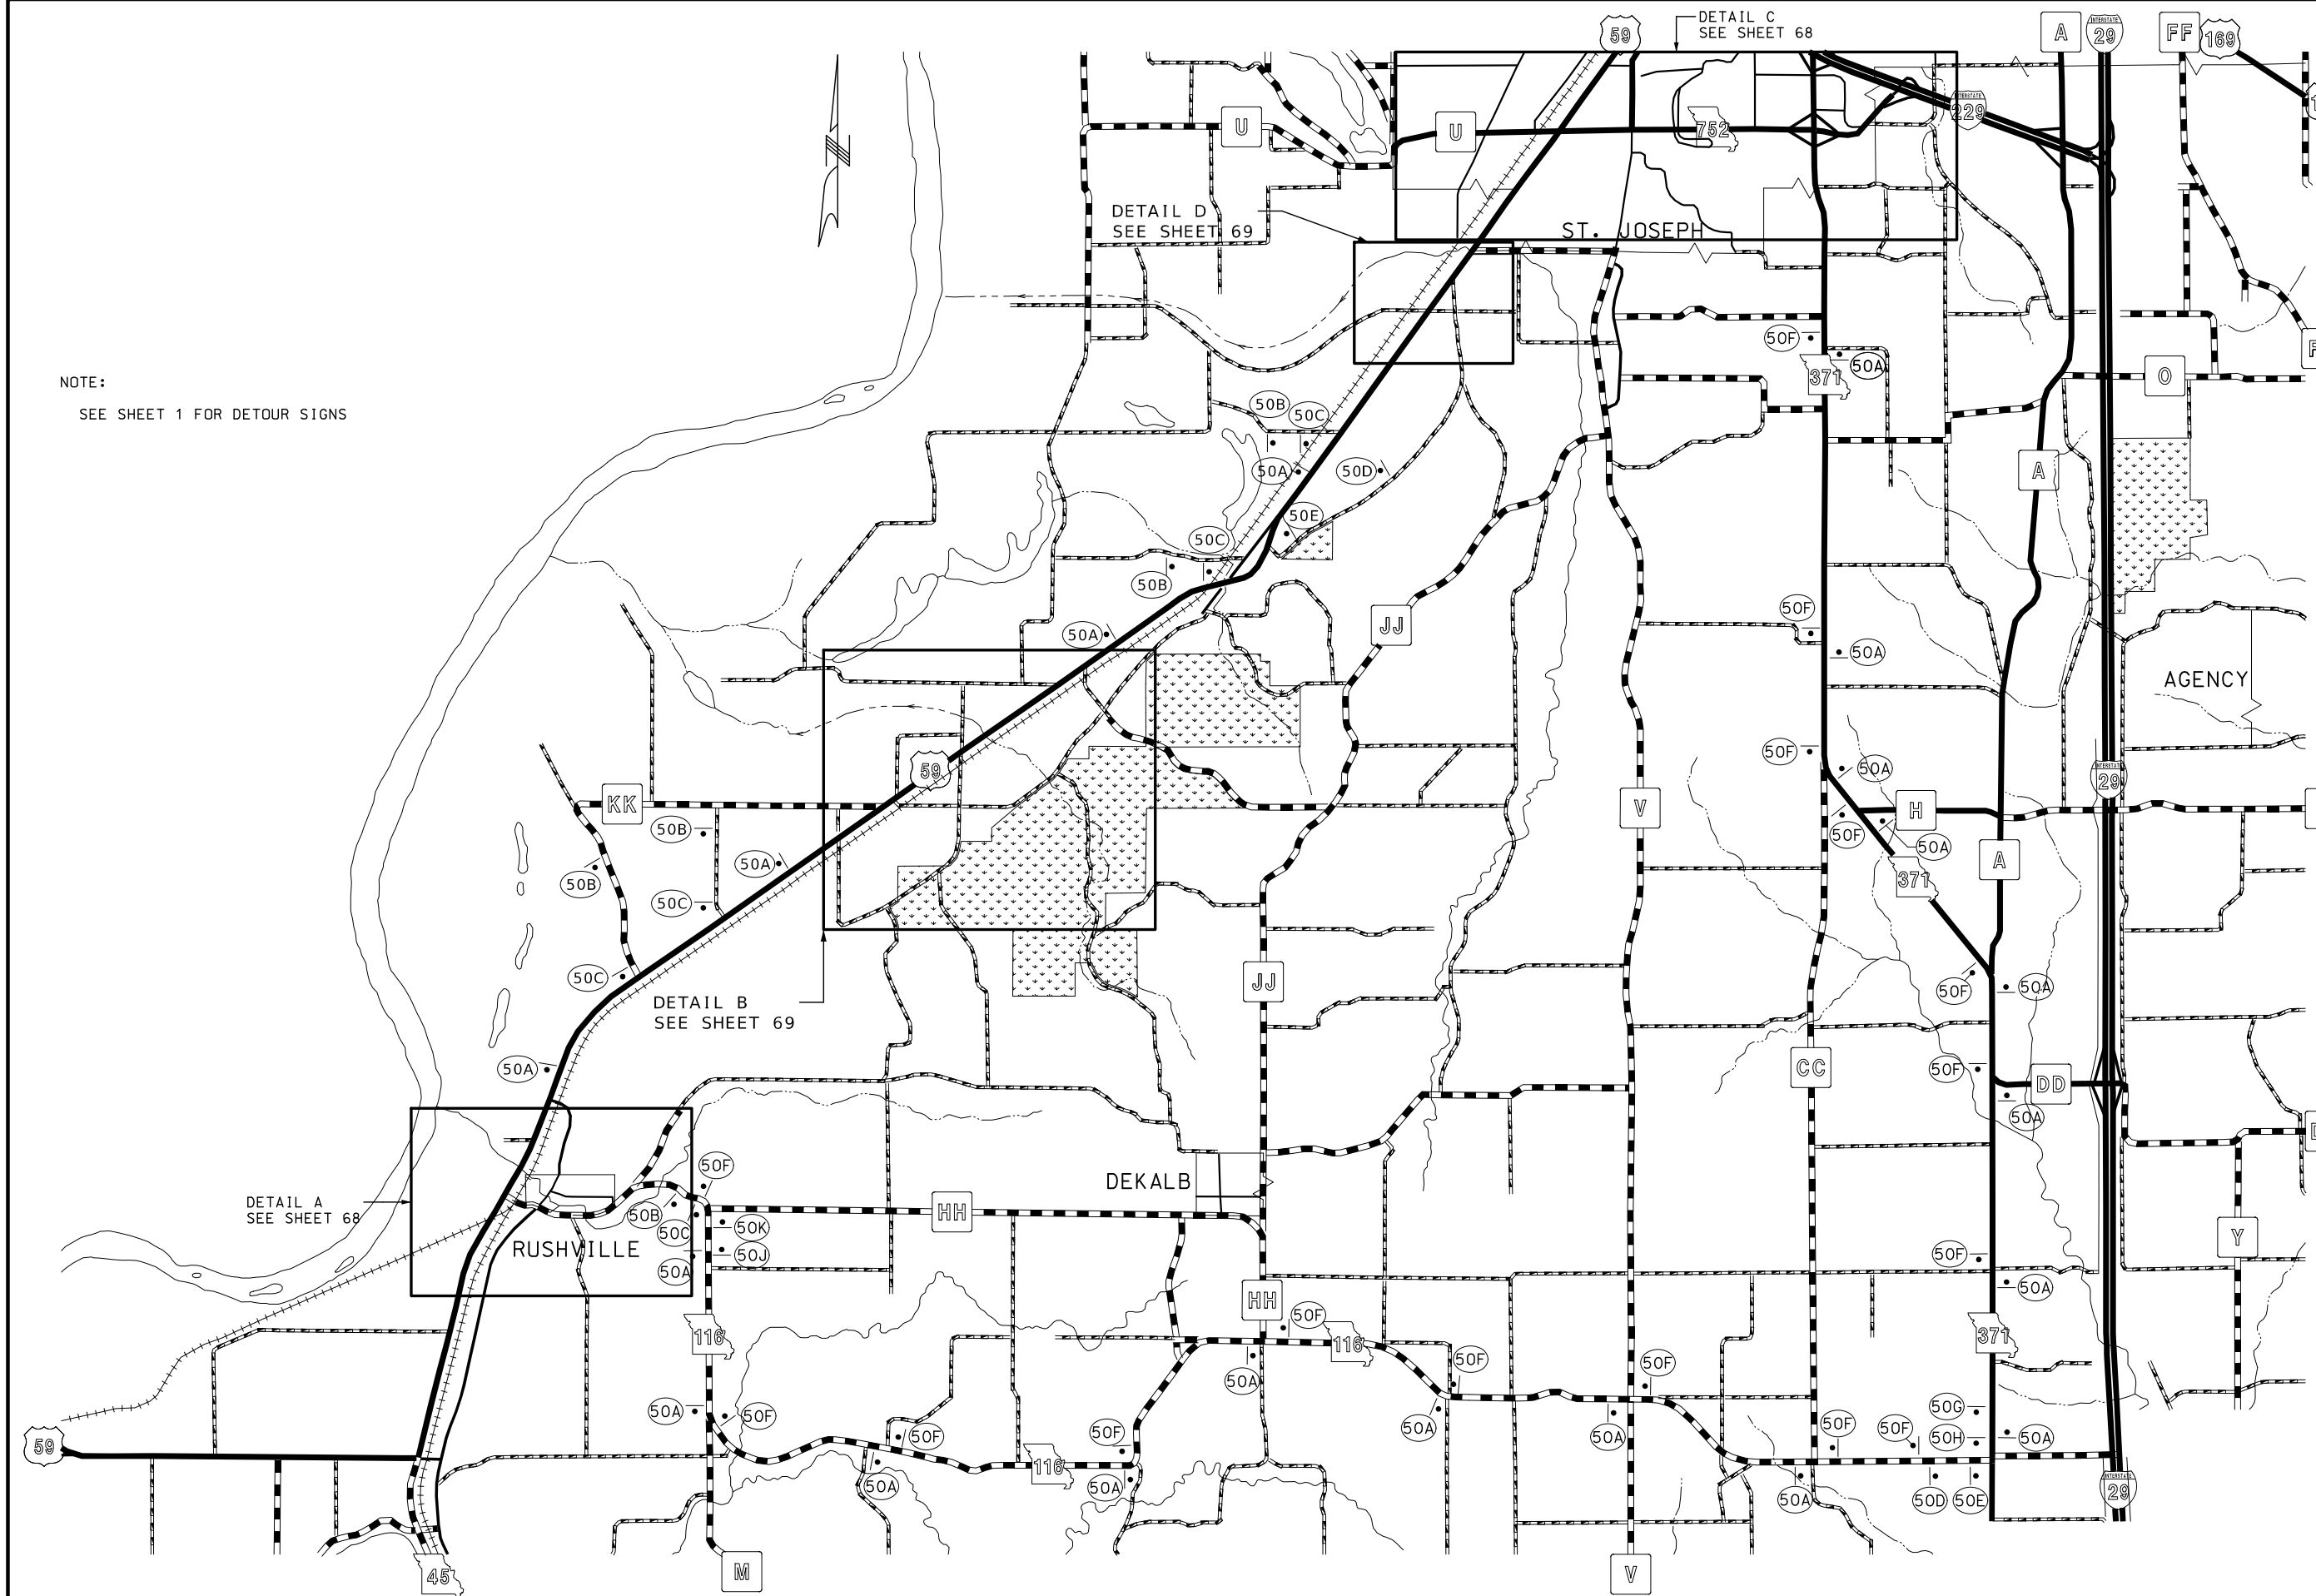 DETAIL C
SEE SHEET 68
59
A
INTERSTATE
29
FF
169
U
U
752
INTERSTATE
229
N
DETAIL D
SEE SHEET 69
ST. JOSEPH
NOTE:
SEE SHEET 1 FOR DETOUR SIGNS
50F
371
50A
O
50B
50C
50A
50D
A
50E
50C
50B
50A
JJ
50F
50A
AGENCY
59
50F
50A
INTERSTATE
29
KK
V
H
50B
50F
50A
50A
50B
371
A
50C
50C
JJ
50F
50A
DETAIL B
SEE SHEET 69
50A
CC
50F
DD
50A
50F
DEKALB
DETAIL A
SEE SHEET 68
50B
50C
HH
50K
50J
50A
RUSHVILLE
Y
50F
50A
HH
50F
116
116
371
50A
50F
50F
50A
50F
50A
50A
50F
50F
50F
50G
50H
50A
59
116
50A
50A
50A
50D
50E
INTERSTATE
29
45
M
V